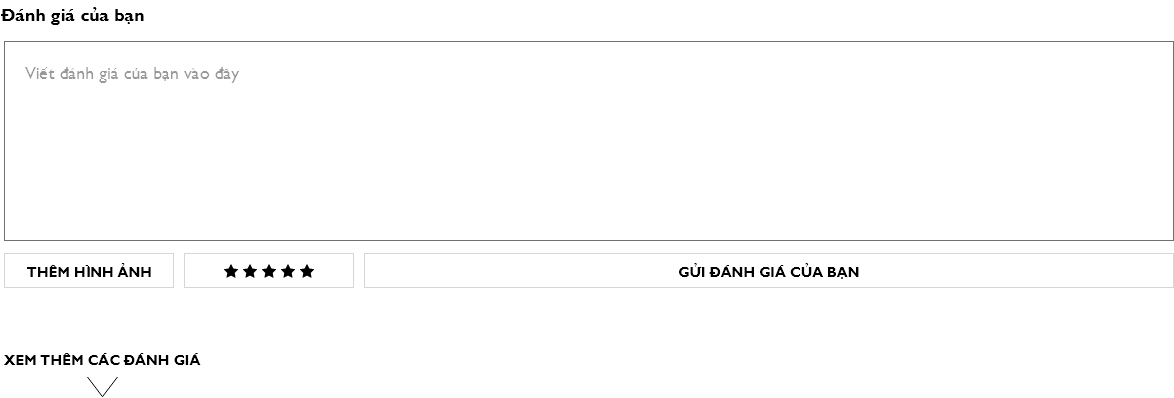 Đánh giá của bạn
Viết đánh giá của bạn vào đây
THÊM HÌNH ẢNH
★★★★★
GỬI ĐÁNH GIÁ CỦA BẠN
XEM THÊM CÁC ĐÁNH GIÁ